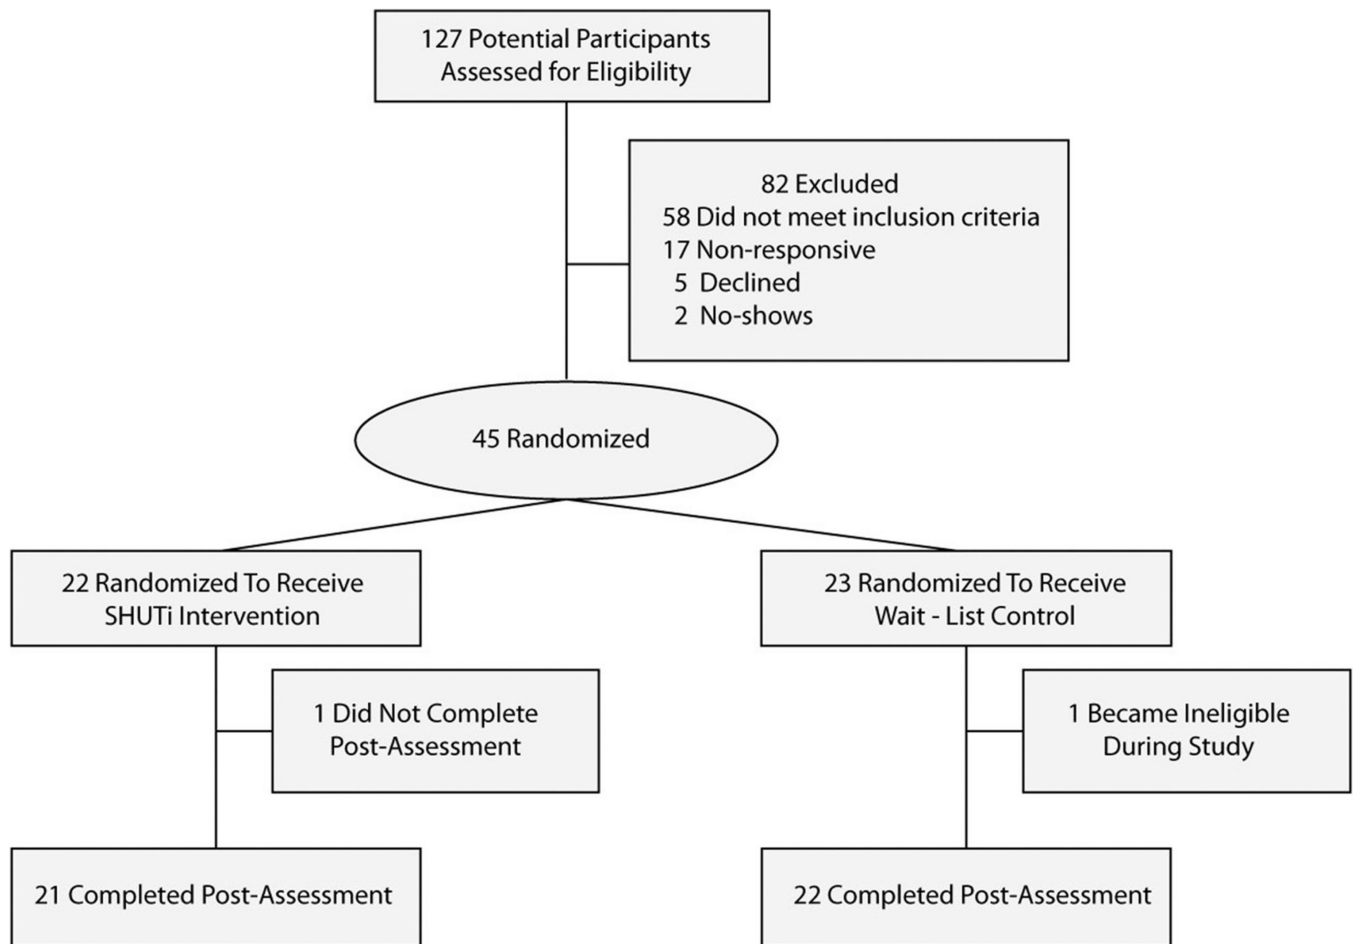 127 Potential Participants
Assessed for Eligibility
82 Excluded
58 Did not meet inclusion criteria
17 Non-responsive
5 Declined
2 No-shows
45 Randomized
22 Randomized To Receive
SHUTi Intervention
23 Randomized To Receive
Wait - List Control
1 Did Not Complete
Post-Assessment
1 Became Ineligible
During Study
21 Completed Post-Assessment
22 Completed Post-Assessment